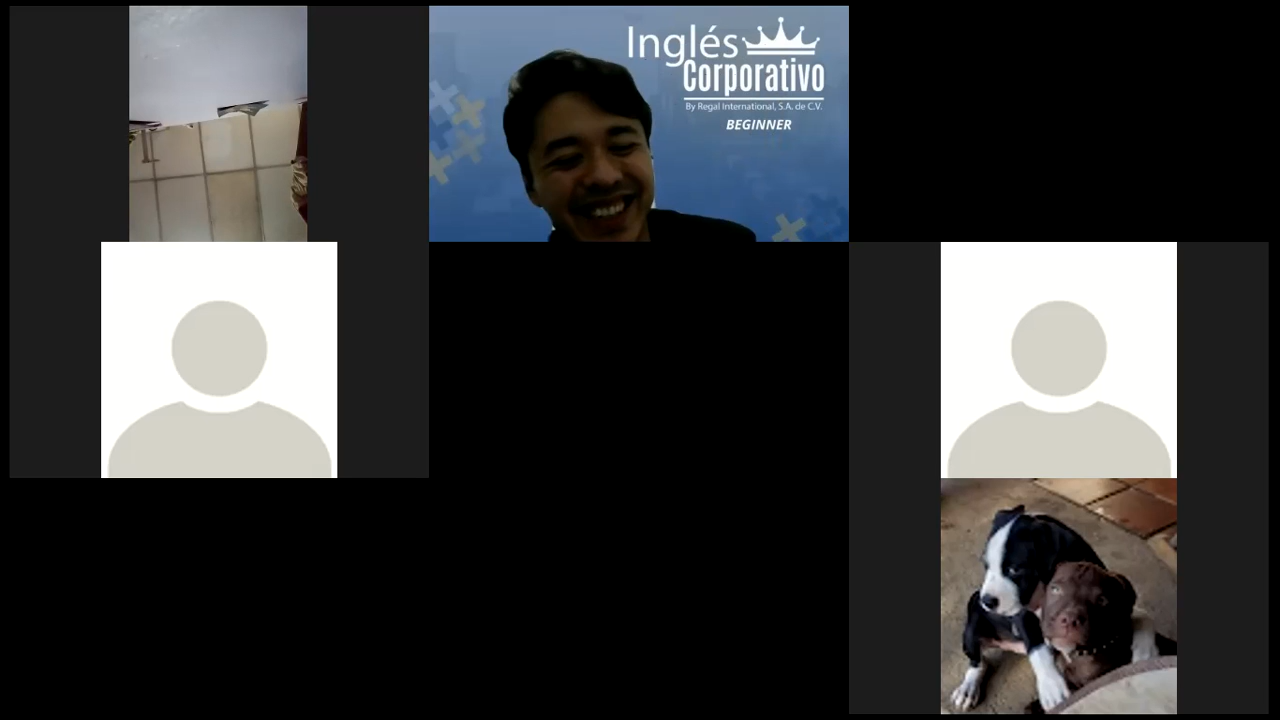 Inglés
Corporativo
By Regal International, S.A. de C.V.
BEGINNER